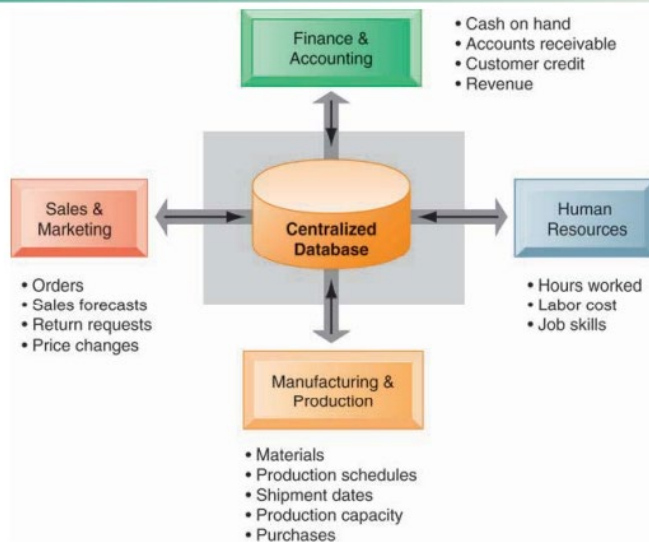 Finance &
Accounting
• Cash on hand
• Accounts receivable
• Customer credit
• Revenue
Sales &
Marketing
• Orders
• Sales forecasts
• Return requests
• Price changes
Centralized
Database
Human
Resources
• Hours worked
• Labor cost
• Job skills
Manufacturing &
Production
• Materials
• Production schedules
• Shipment dates
• Production capacity
• Purchases